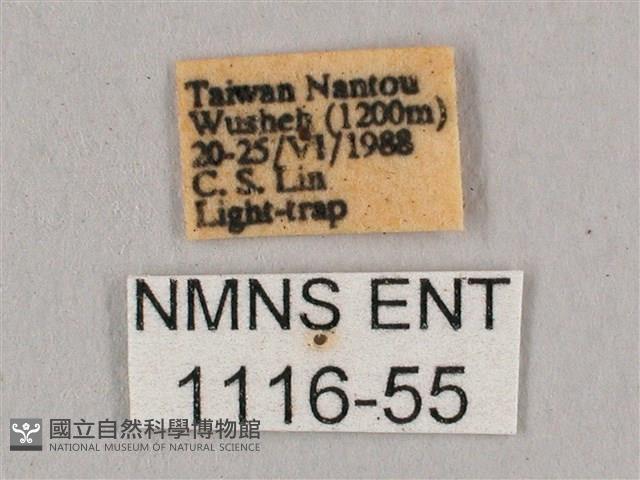 Taiwan Nantou
Wusheh (1200m)
20-25/VI/1988
C. S. Lin
Light-trap
NMNS ENT
1116-55
國立自然科學博物館
NATIONAL MUSEUM OF NATURAL SCIENCE